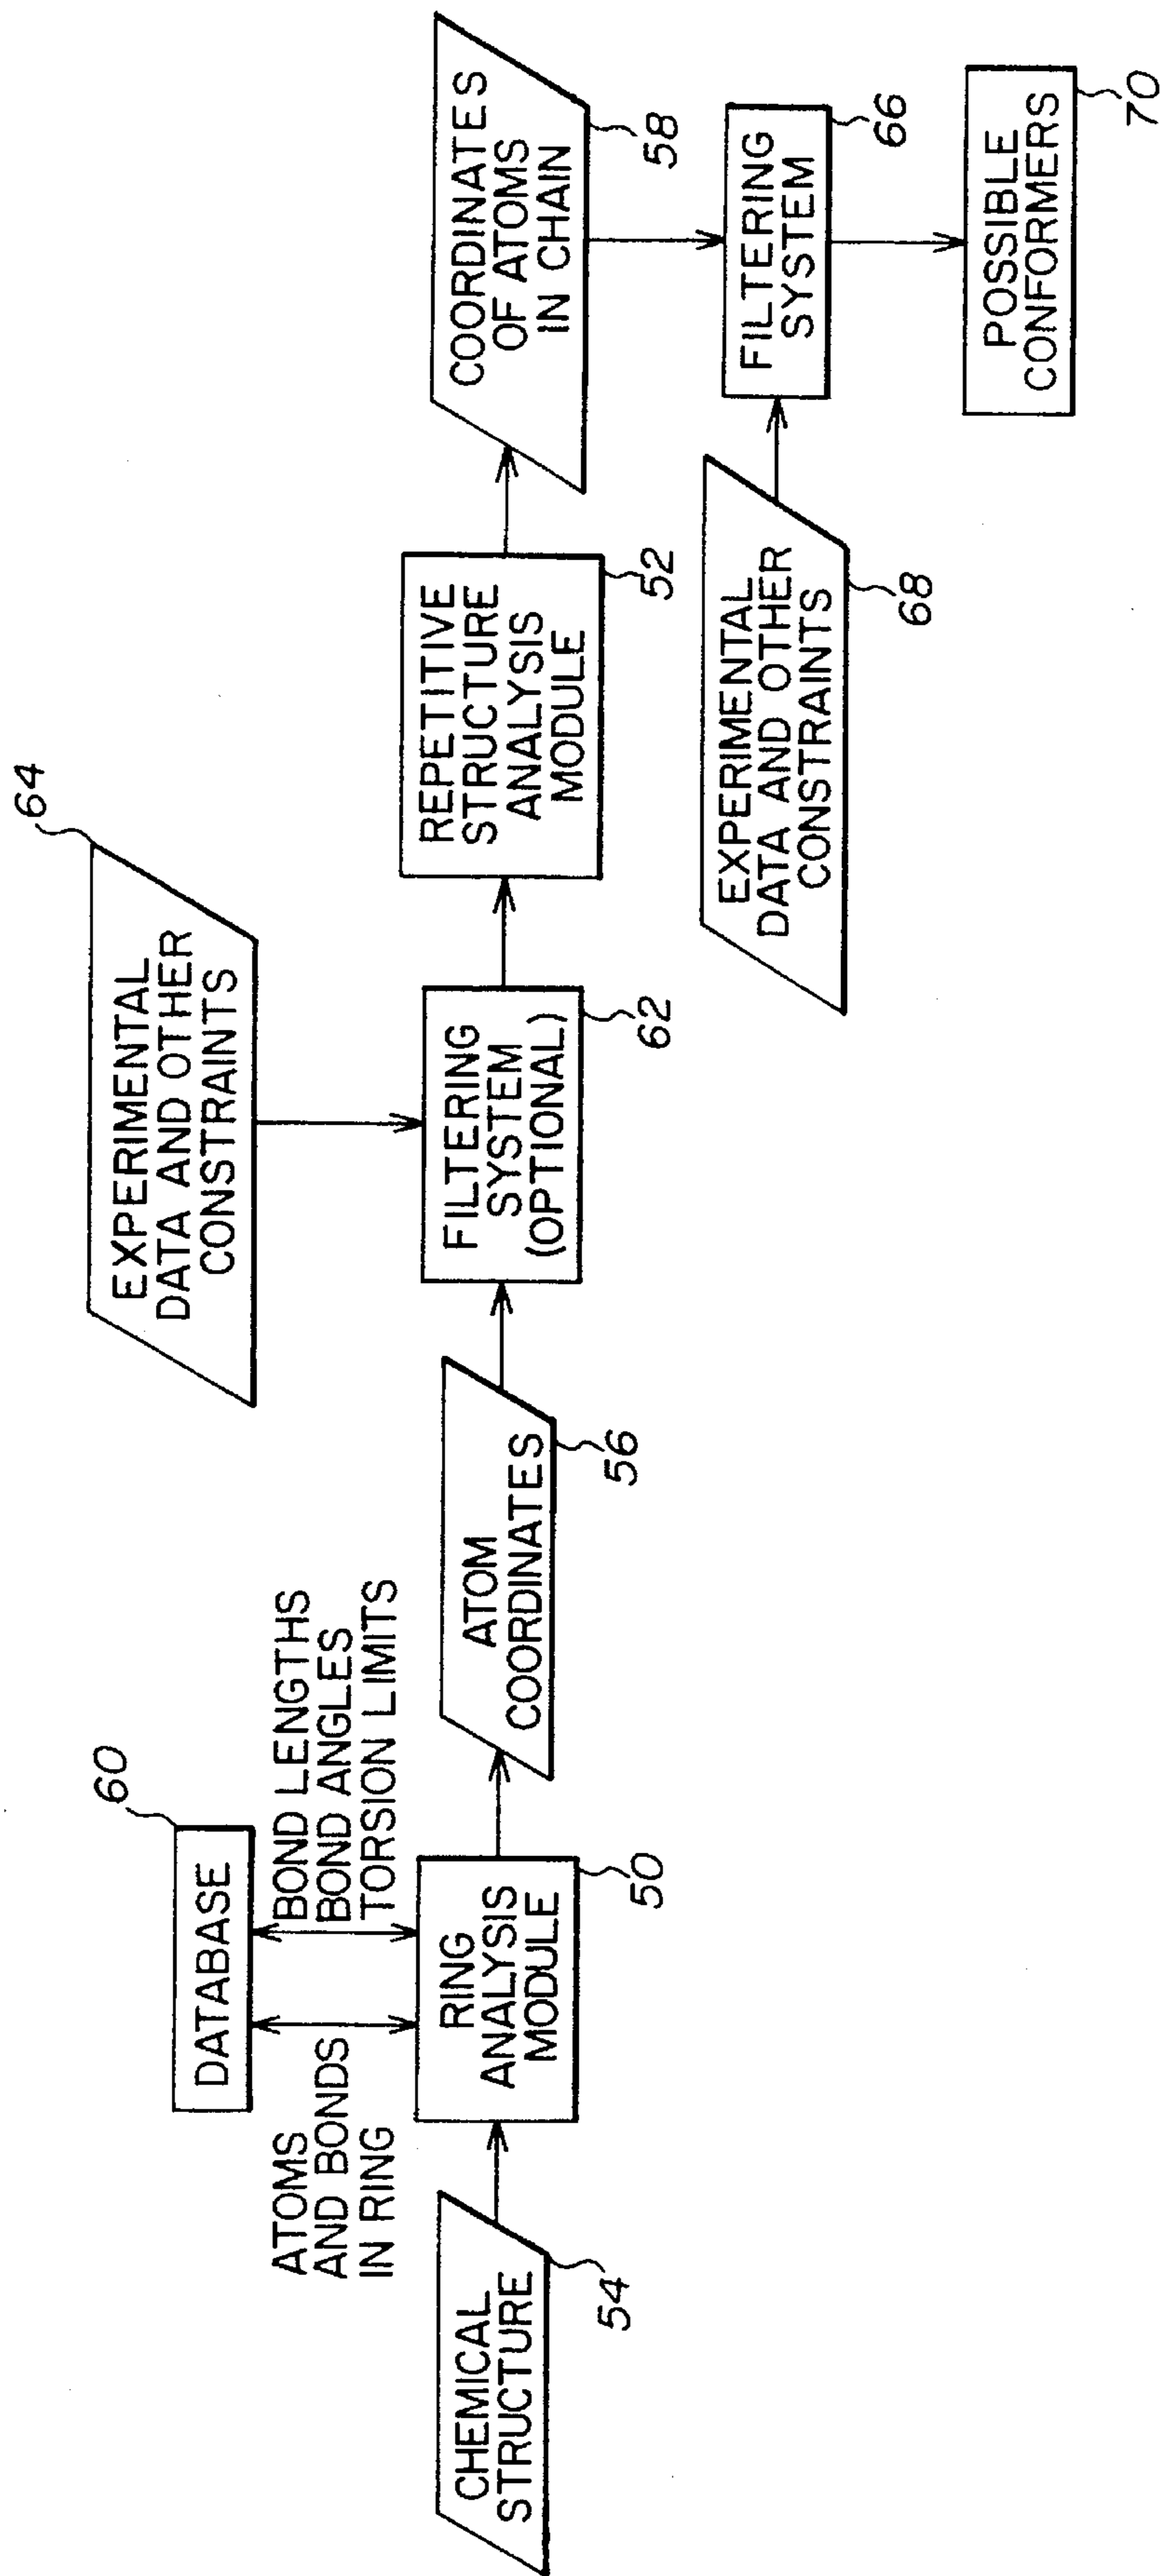 CHEMICAL
STRUCTURE
54
ATOMS
AND BONDS
IN RING
DATABASE
60
BOND LENGTHS
BOND ANGLES
TORSION LIMITS
RING
ANALYSIS
MODULE
50
ATOM
COORDINATES
56
EXPERIMENTAL
DATA AND OTHER
CONSTRAINTS
64
FILTERING
SYSTEM
(OPTIONAL)
62
REPETITIVE
STRUCTURE
ANALYSIS
MODULE
52
COORDINATES
OF ATOMS
IN CHAIN
58
EXPERIMENTAL
DATA AND OTHER
CONSTRAINTS
68
FILTERING
SYSTEM
66
POSSIBLE
CONFORMERS
70